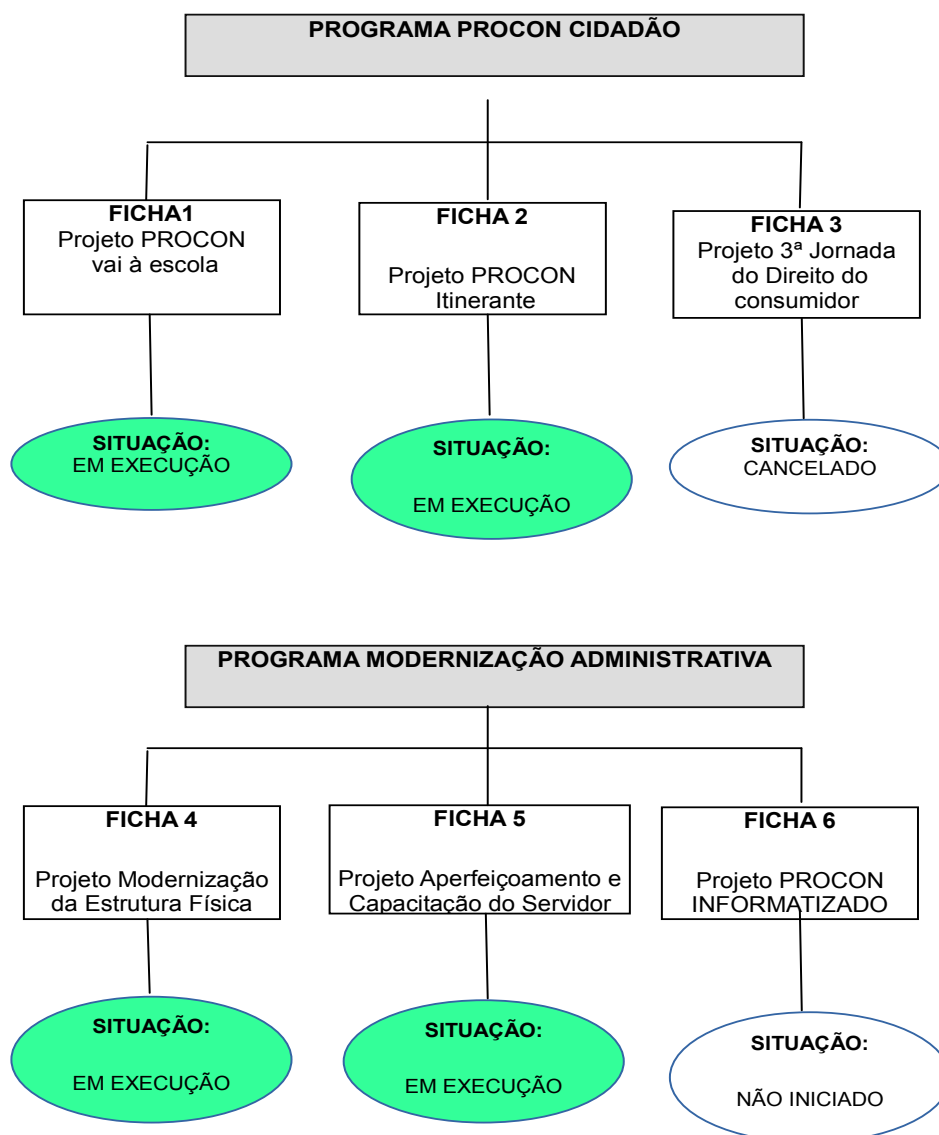 PROGRAMA PROCON CIDADÃO
FICHA1
Projeto PROCON
vai à escola
FICHA 2
Projeto PROCON
Itinerante
FICHA 3
Projeto 3ª Jornada
do Direito do
consumidor
SITUAÇÃO:
EM EXECUÇÃO
SITUAÇÃO:
EM EXECUÇÃO
SITUAÇÃO:
CANCELADO
PROGRAMA MODERNIZAÇÃO ADMINISTRATIVA
FICHA 4
Projeto Modernização
da Estrutura Física
FICHA 5
Projeto Aperfeiçoamento e
Capacitação do Servidor
FICHA 6
Projeto PROCON
INFORMATIZADO
SITUAÇÃO:
EM EXECUÇÃO
SITUAÇÃO:
EM EXECUÇÃO
SITUAÇÃO:
NÃO INICIADO